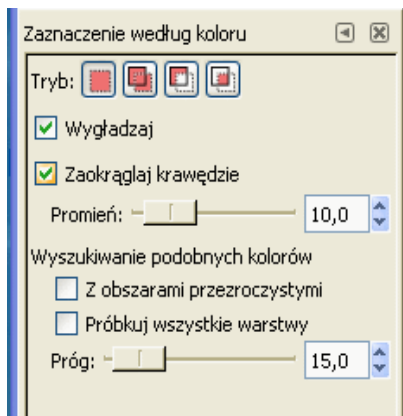 Zaznaczenie według koloru
Tryb:
Wygładzaj
Zaokrąglaj krawędzie
Promień: 10,0
Wyszukiwanie podobnych kolorów
Z obszarami przezroczystymi
Próbkuj wszystkie warstwy
Próg: 15,0